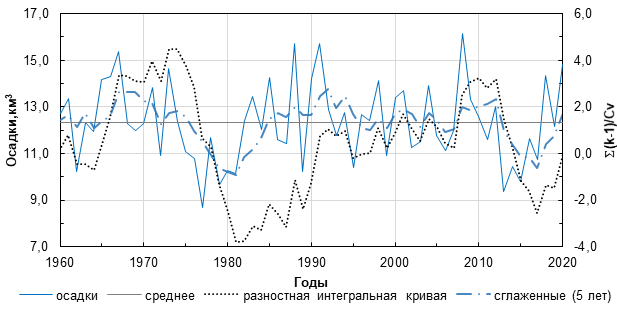 17,0 6,0
15,0 4,0
13,0 2,0
11,0 0,0
9,0 -2,0
7,0 -4,0
Осадки,км³
Σ(k-1)/Cv
1960 1970 1980 1990 2000 2010 2020
Годы
осадки среднее разностная интегральная кривая сглаженные (5 лет)